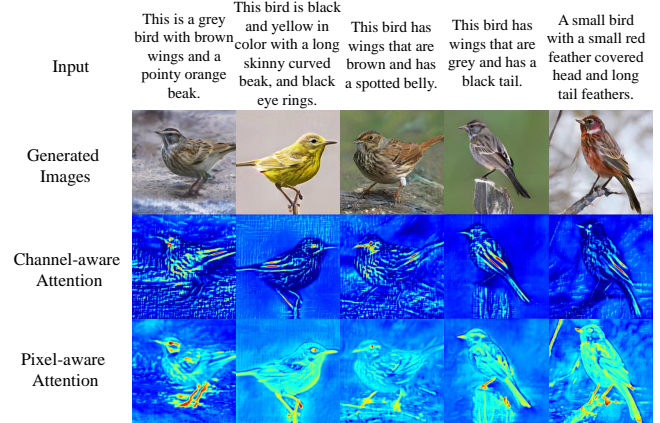 Input
This is a grey
bird with brown
wings and a
pointy orange
beak.
This bird is black
and yellow in
color with a long
skinny curved
beak, and black
eye rings.
This bird has
wings that are
brown and has
a spotted belly.
This bird has
wings that are
grey and has a
black tail.
A small bird
with a small red
feather covered
head and long
tail feathers.
Generated
Images
Channel-aware
Attention
Pixel-aware
Attention